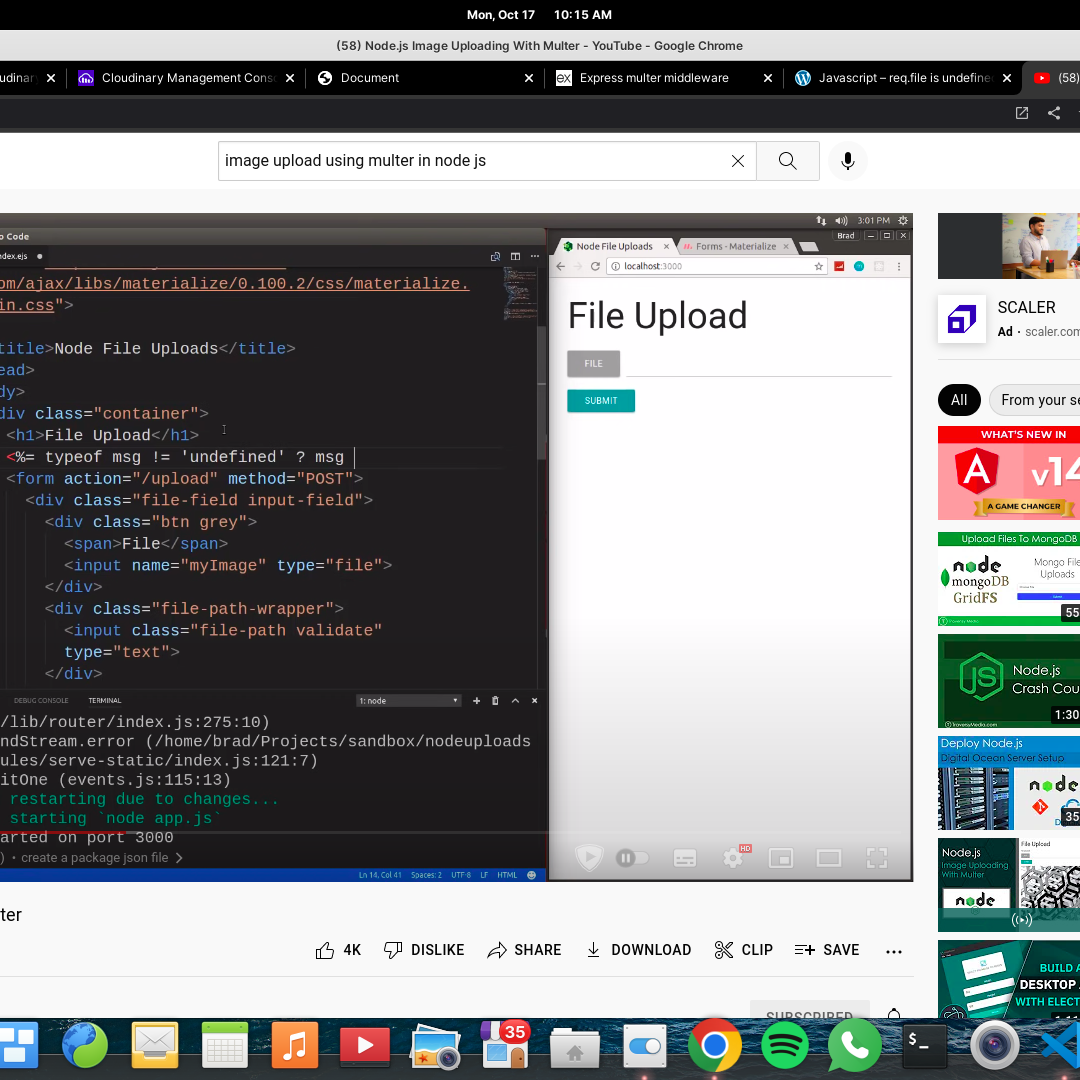 Mon, Oct 17 10:15 AM
(58) Node.js Image Uploading With Multer - YouTube - Google Chrome
Cloudinary Management Conso
Document
Express multer middleware
Javascript – req.file is undefine
(58)
image upload using multer in node js
3:01 PM
o Code
Brad
ndex.ejs
Node File Uploads
Forms - Materialize
localhost:3000
om/ajax/libs/materialize/0.100.2/css/materialize.
in.css">
title>Node File Uploads</title>
ead>
dy>
div class="container">
<h1>File Upload</h1>
<%= typeof msg != 'undefined' ? msg
<form action="/upload" method="POST">
<div class="file-field input-field">
<div class="btn grey">
<span>File</span>
<input name="myImage" type="file">
</div>
<div class="file-path-wrapper">
<input class="file-path validate"
type="text">
</div>
File Upload
FILE
SUBMIT
DEBUG CONSOLE TERMINAL 1: node
/lib/router/index.js:275:10)
ndStream.error (/home/brad/Projects/sandbox/nodeuploads
ules/serve-static/index.js:121:7)
itOne (events.js:115:13)
restarting due to changes...
starting `node app.js`
arted on port 3000
) • create a package json file
HD
Ln 14, Col 41 Spaces: 2 UTF-8 LF HTML
ter
4K DISLIKE SHARE DOWNLOAD CLIP SAVE
SUBSCRIBED
SCALER
Ad · scaler.com
All
From your se
WHAT'S NEW IN
A
v14
A GAME CHANGER
Upload Files To MongoDB
node
mongoDB
GridFS
Mongo File
Uploads
55
JS
Node.js
Crash Cou
TraversyMedia.com
1:30
Deploy Node.js
Digital Ocean Server Setup
node
35
Node.js
Image Uploading
With Multer
node
File Upload
BUILD A
DESKTOP
WITH ELECT
35